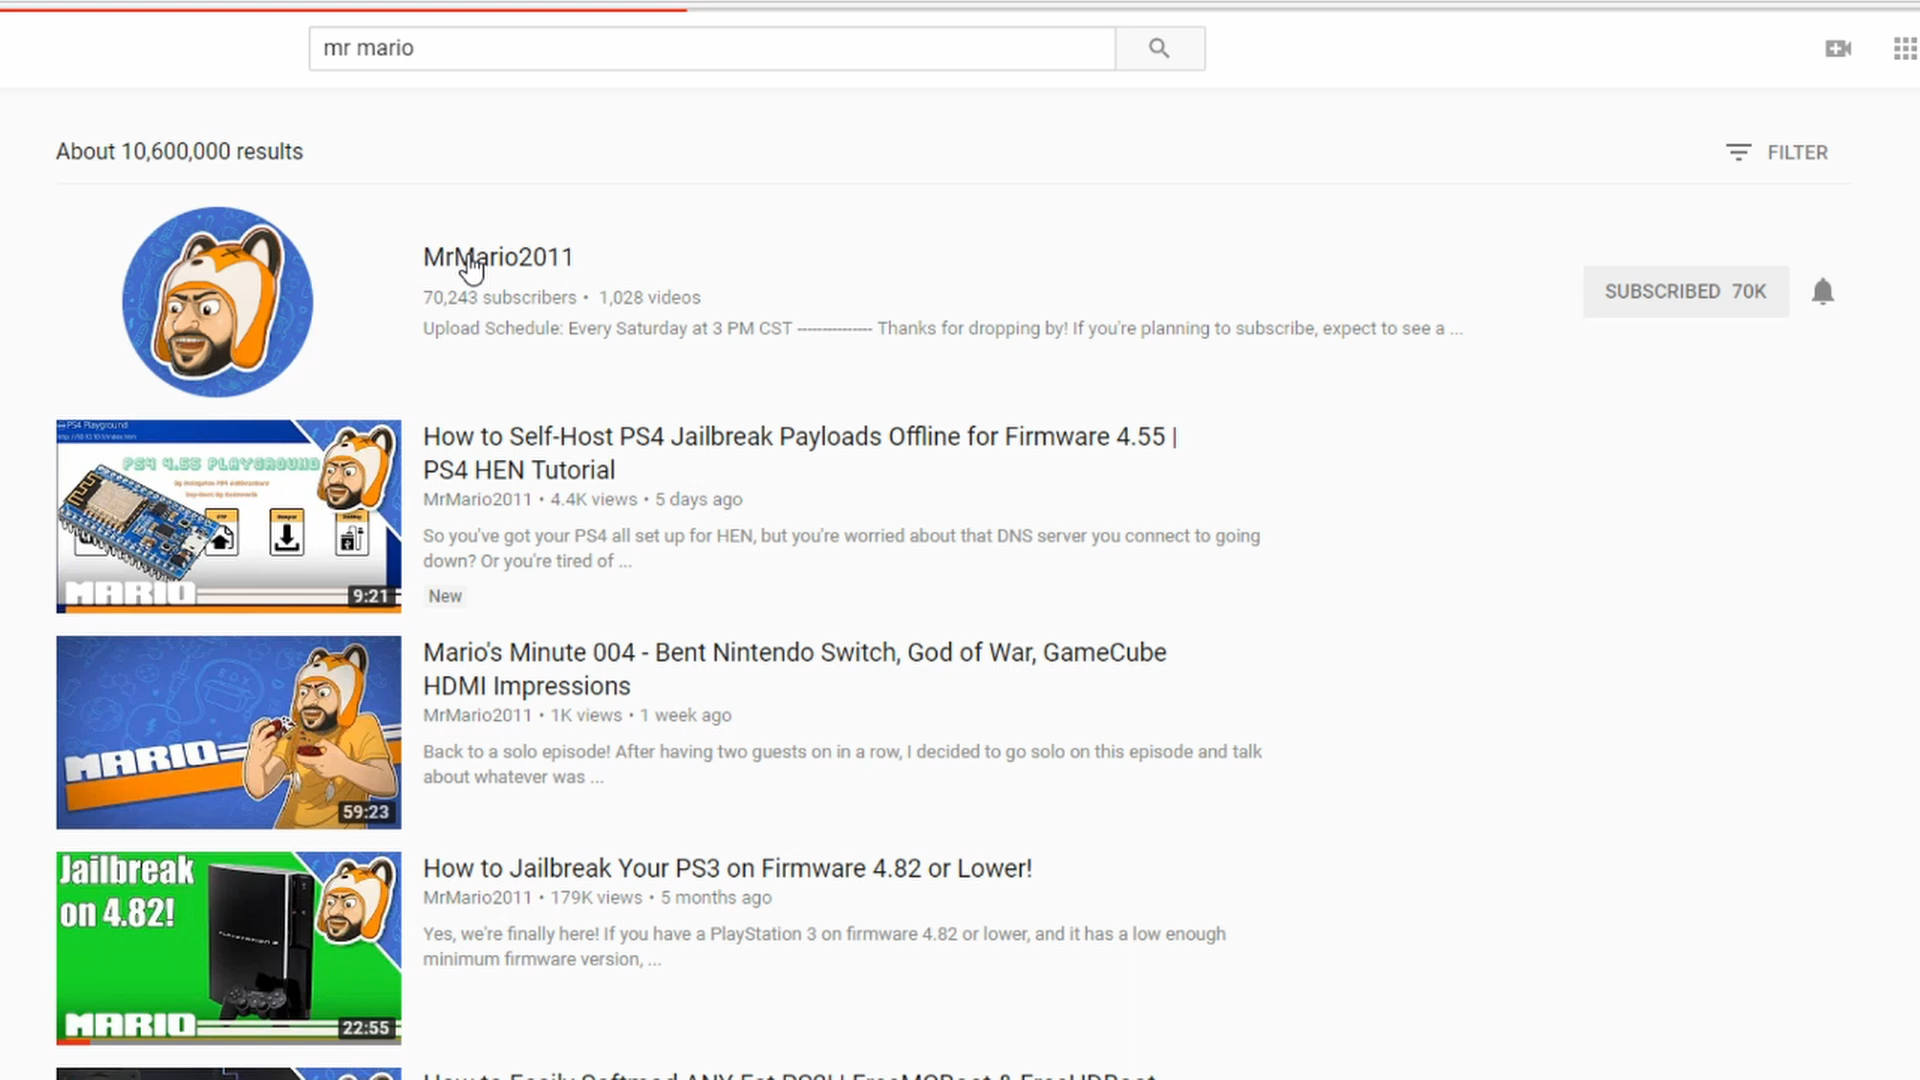 mr mario
About 10,600,000 results
FILTER
MrMario2011
70,243 subscribers • 1,028 videos
SUBSCRIBED 70K
Upload Schedule: Every Saturday at 3 PM CST --------------- Thanks for dropping by! If you're planning to subscribe, expect to see a ...
PS4 Playground
PS4 4.55 PLAYGROUND
MARIO
9:21
How to Self-Host PS4 Jailbreak Payloads Offline for Firmware 4.55 |
PS4 HEN Tutorial
MrMario2011 • 4.4K views • 5 days ago
So you've got your PS4 all set up for HEN, but you're worried about that DNS server you connect to going
down? Or you're tired of ...
New
MARIO
59:23
Mario's Minute 004 - Bent Nintendo Switch, God of War, GameCube
HDMI Impressions
MrMario2011 • 1K views • 1 week ago
Back to a solo episode! After having two guests on in a row, I decided to go solo on this episode and talk
about whatever was ...
Jailbreak
on 4.82!
MARIO
22:55
How to Jailbreak Your PS3 on Firmware 4.82 or Lower!
MrMario2011 • 179K views • 5 months ago
Yes, we're finally here! If you have a PlayStation 3 on firmware 4.82 or lower, and it has a low enough
minimum firmware version, ...